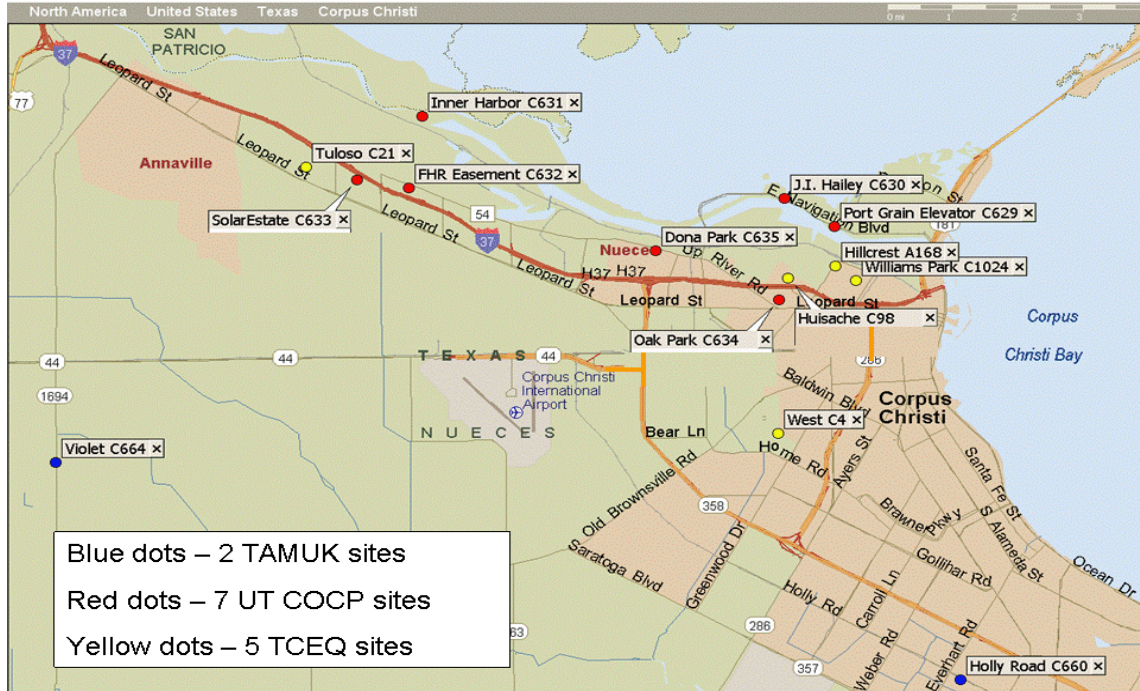 North America United States Texas Corpus Christi
0 mi 1 2 3
SAN
PATRICIO
37
Leopard St
77
Inner Harbor C631 ×
Annaville
Leopard St
Tuloso C21 ×
FHR Easement C632 ×
J.I. Hailey C630 ×
SolarEstate C633 ×
Leopard St
54
E Navigation Blvd
Port Grain Elevator C629 ×
181
37
Nuece
Dona Park C635 ×
Up River Rd
Hillcrest A168 ×
Williams Park C1024 ×
Leopard St
H37 H37
Leopard St
Leopard St
Huisache C98 ×
Oak Park C634 ×
Corpus
Christi Bay
44
44
TEXAS
44
286
1694
Corpus Christi
International
Airport
Baldwin Blvd
Corpus
Christi
NUECES
Bear Ln
West C4 ×
Violet C664 ×
Home Rd
Ayers St
Santa Fe St
Old Brownsville Rd
358
Brawner Pkwy
S Alameda St
Blue dots – 2 TAMUK sites
Saratoga Blvd
Greenwood Dr
Gollihar Rd
Ocean Dr
Red dots – 7 UT COCP sites
Holly Rd
Carroll Ln
Yellow dots – 5 TCEQ sites
63
286
357
Weber Rd
Everhart Rd
Holly Road C660 ×